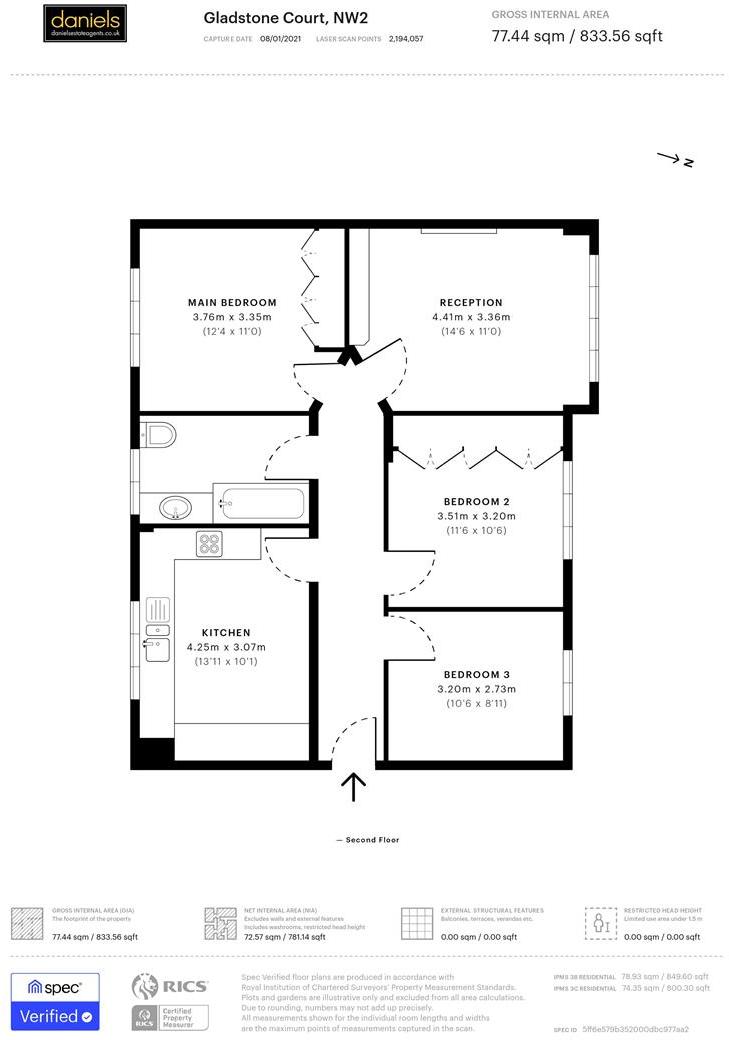 daniels
danielsestateagents.co.uk
Gladstone Court, NW2
CAPTURE DATE 08/01/2021 LASER SCAN POINTS 2,194,057
GROSS INTERNAL AREA
77.44 sqm / 833.56 sqft
N
MAIN BEDROOM
3.76m x 3.35m
(12'4 x 11'0)
RECEPTION
4.41m x 3.36m
(14'6 x 11'0)
BEDROOM 2
3.51m x 3.20m
(11'6 x 10'6)
KITCHEN
4.25m x 3.07m
(13'11 x 10'1)
BEDROOM 3
3.20m x 2.73m
(10'6 x 8'11)
— Second Floor
GROSS INTERNAL AREA (GIA)
The footprint of the property
77.44 sqm / 833.56 sqft
NET INTERNAL AREA (NIA)
Excludes walls and external features
Includes washrooms, restricted head height
72.57 sqm / 781.14 sqft
EXTERNAL STRUCTURAL FEATURES
Balconies, terraces, verandas etc.
0.00 sqm / 0.00 sqft
RESTRICTED HEAD HEIGHT
Limited use area under 1.5 m
0.00 sqm / 0.00 sqft
spec
Verified
RICS
RICS
Certified
Property
Measurer
Spec Verified floor plans are produced in accordance with
Royal Institution of Chartered Surveyors' Property Measurement Standards.
Plots and gardens are illustrative only and excluded from all area calculations.
Due to rounding, numbers may not add up precisely.
All measurements shown for the individual room lengths and widths
are the maximum points of measurements captured in the scan.
IPMS 3B RESIDENTIAL 78.93 sqm / 849.60 sqft
IPMS 3C RESIDENTIAL 74.35 sqm / 800.30 sqft
SPEC ID 5ff6e579b352000dbc977aa2